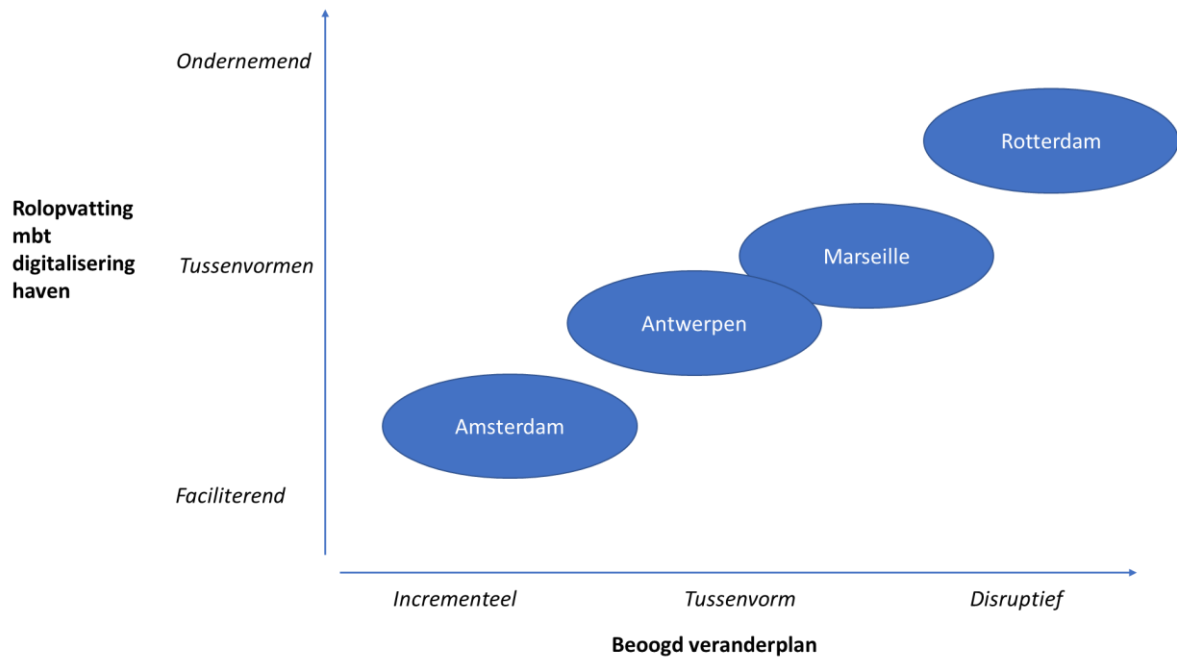 Ondernemend
Rotterdam
Rolopvatting
mbt
digitalisering
haven
Tussenvormen
Marseille
Antwerpen
Amsterdam
Faciliterend
Incrementeel
Tussenvorm
Disruptief
Beoogd veranderplan